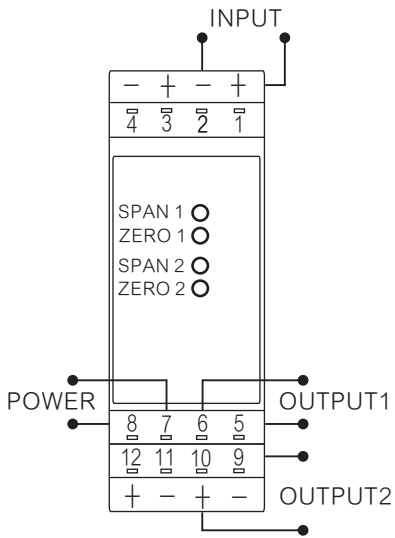 INPUT
− + − +
4 3 2 1
SPAN 1
ZERO 1
SPAN 2
ZERO 2
POWER
OUTPUT1
8 7 6 5
12 11 10 9
+ − + −
OUTPUT2